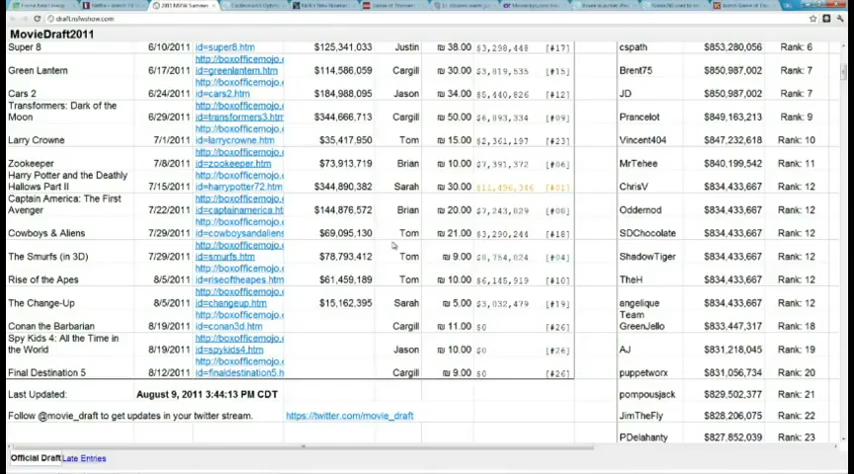 2011 NSFW Summer
draft.nsfwshow.com
MovieDraft2011
Super 8 6/10/2011 id=super8.htm $125,341,033 Justin ₪ 38.00 $3,298,448 [#17] cspath $853,280,056 Rank: 6
http://boxofficemojo.c
Green Lantern 6/17/2011 id=greenlantern.htm $114,586,059 Cargill ₪ 30.00 $3,819,535 [#15] Brent75 $850,987,002 Rank: 7
http://boxofficemojo.c
Cars 2 6/24/2011 id=cars2.htm $184,988,095 Jason ₪ 34.00 $5,440,826 [#12] JD $850,987,002 Rank: 7
Transformers: Dark of the http://boxofficemojo.c
Moon 6/29/2011 id=transformers3.htm $344,666,713 Cargill ₪ 50.00 $6,893,334 [#09] Prancelot $849,163,213 Rank: 9
http://boxofficemojo.c
Larry Crowne 7/1/2011 id=larrycrowne.htm $35,417,950 Tom ₪ 15.00 $2,361,197 [#23] Vincent404 $847,232,618 Rank: 10
http://boxofficemojo.c
Zookeeper 7/8/2011 id=zookeeper.htm $73,913,719 Brian ₪ 10.00 $7,391,372 [#06] MrTehee $840,199,542 Rank: 11
Harry Potter and the Deathly http://boxofficemojo.c
Hallows Part II 7/15/2011 id=harrypotter72.htm $344,890,382 Sarah ₪ 30.00 $11,496,346 [#01] ChrisV $834,433,667 Rank: 12
Captain America: The First http://boxofficemojo.c
Avenger 7/22/2011 id=captainamerica.ht $144,876,572 Brian ₪ 20.00 $7,243,829 [#08] Oddernod $834,433,667 Rank: 12
http://boxofficemojo.c
Cowboys & Aliens 7/29/2011 id=cowboysandaliens $69,095,130 Tom ₪ 21.00 $3,290,244 [#18] SDChocolate $834,433,667 Rank: 12
http://boxofficemojo.c
The Smurfs (in 3D) 7/29/2011 id=smurfs.htm $78,793,412 Tom ₪ 9.00 $8,754,824 [#04] ShadowTiger $834,433,667 Rank: 12
http://boxofficemojo.c
Rise of the Apes 8/5/2011 id=riseoftheapes.htm $61,459,189 Tom ₪ 10.00 $6,145,919 [#10] TheH $834,433,667 Rank: 12
http://boxofficemojo.c
The Change-Up 8/5/2011 id=changeup.htm $15,162,395 Sarah ₪ 5.00 $3,032,479 [#19] angelique $834,433,667 Rank: 12
http://boxofficemojo.c Team
Conan the Barbarian 8/19/2011 id=conan3d.htm Cargill ₪ 11.00 $0 [#26] GreenJello $833,447,317 Rank: 18
Spy Kids 4: All the Time in http://boxofficemojo.c
the World 8/19/2011 id=spykids4.htm Jason ₪ 10.00 $0 [#26] AJ $831,218,045 Rank: 19
http://boxofficemojo.c
Final Destination 5 8/12/2011 id=finaldestination5.h Cargill ₪ 9.00 $0 [#26] puppetworx $831,056,734 Rank: 20
Last Updated: August 9, 2011 3:44:13 PM CDT pompousjack $829,502,377 Rank: 21
Follow @movie_draft to get updates in your twitter stream. https://twitter.com/movie_draft JimTheFly $828,206,075 Rank: 22
PDelahanty $827,852,039 Rank: 23
Official Draft Late Entries